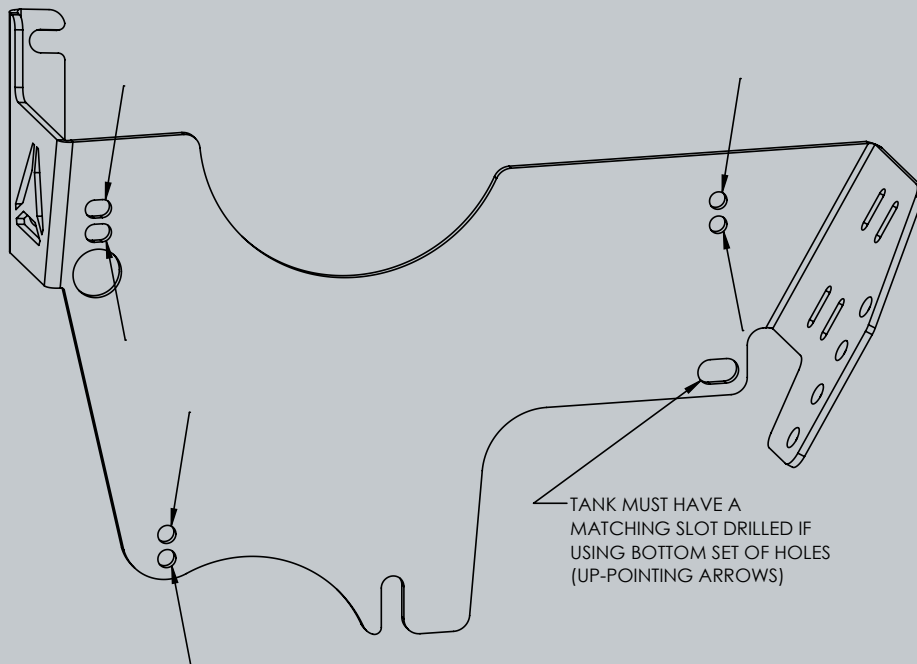 TANK MUST HAVE A
MATCHING SLOT DRILLED IF
USING BOTTOM SET OF HOLES
(UP-POINTING ARROWS)